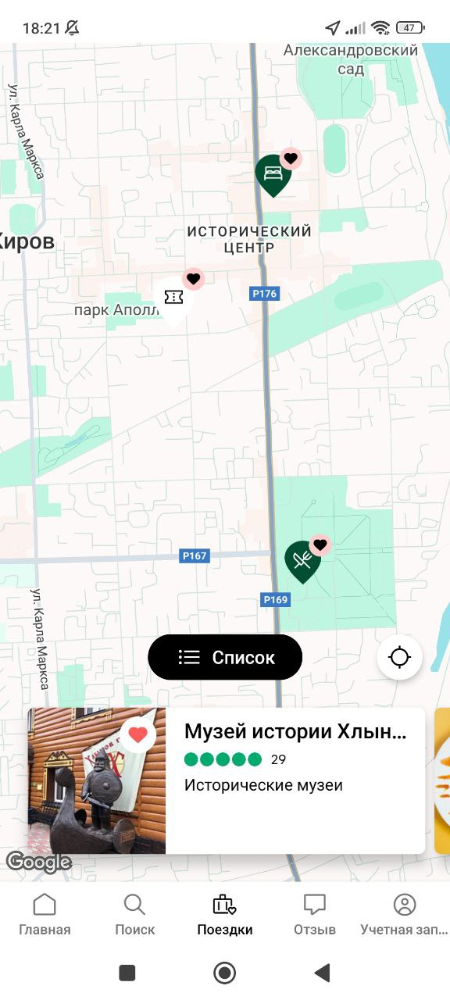 18:21
47
Александровский
сад
ул. Карла Маркса
ИСТОРИЧЕСКИЙ
ЦЕНТР
Киров
P176
парк Аполл
P167
P169
ул. Карла Маркса
Список
Музей истории Хлын...
29
Исторические музеи
Google
Главная
Поиск
Поездки
Отзыв
Учетная зап...